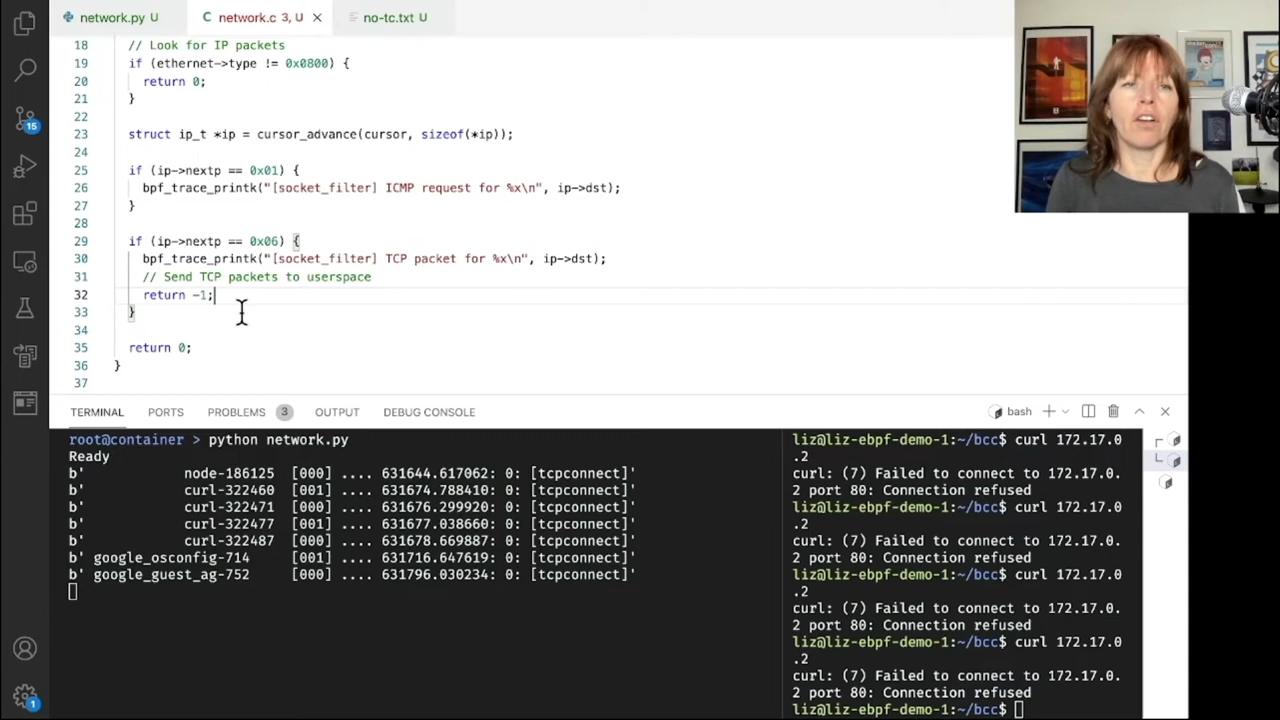 network.py U
network.c 3, U
no-tc.txt U
18 // Look for IP packets
19 if (ethernet->type != 0x0800) {
20 return 0;
21 }
22
23 struct ip_t *ip = cursor_advance(cursor, sizeof(*ip));
24
25 if (ip->nextp == 0x01) {
26 bpf_trace_printk("[socket_filter] ICMP request for %x\n", ip->dst);
27 }
28
29 if (ip->nextp == 0x06) {
30 bpf_trace_printk("[socket_filter] TCP packet for %x\n", ip->dst);
31 // Send TCP packets to userspace
32 return -1;
33 }
34
35 return 0;
36 }
37
15
1
TERMINAL PORTS PROBLEMS 3 OUTPUT DEBUG CONSOLE
bash
root@container > python network.py
Ready
b' node-186125 [000] .... 631644.617062: 0: [tcpconnect]'
b' curl-322460 [001] .... 631674.788410: 0: [tcpconnect]'
b' curl-322471 [001] .... 631676.299920: 0: [tcpconnect]'
b' curl-322477 [001] .... 631677.038660: 0: [tcpconnect]'
b' curl-322487 [000] .... 631678.669887: 0: [tcpconnect]'
b' google_osconfig-714 [001] .... 631716.647619: 0: [tcpconnect]'
b' google_guest_ag-752 [000] .... 631796.030234: 0: [tcpconnect]'
liz@liz-ebpf-demo-1:~/bcc$ curl 172.17.0
.2
curl: (7) Failed to connect to 172.17.0.
2 port 80: Connection refused
liz@liz-ebpf-demo-1:~/bcc$ curl 172.17.0
.2
curl: (7) Failed to connect to 172.17.0.
2 port 80: Connection refused
liz@liz-ebpf-demo-1:~/bcc$ curl 172.17.0
.2
curl: (7) Failed to connect to 172.17.0.
2 port 80: Connection refused
liz@liz-ebpf-demo-1:~/bcc$ curl 172.17.0
.2
curl: (7) Failed to connect to 172.17.0.
2 port 80: Connection refused
liz@liz-ebpf-demo-1:~/bcc$